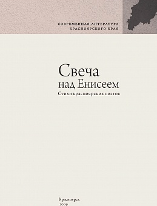 СОВРЕМЕННАЯ ЛИТЕРАТУРА
КРАСНОЯРСКОГО КРАЯ
Свеча
над Енисеем
Красноярск